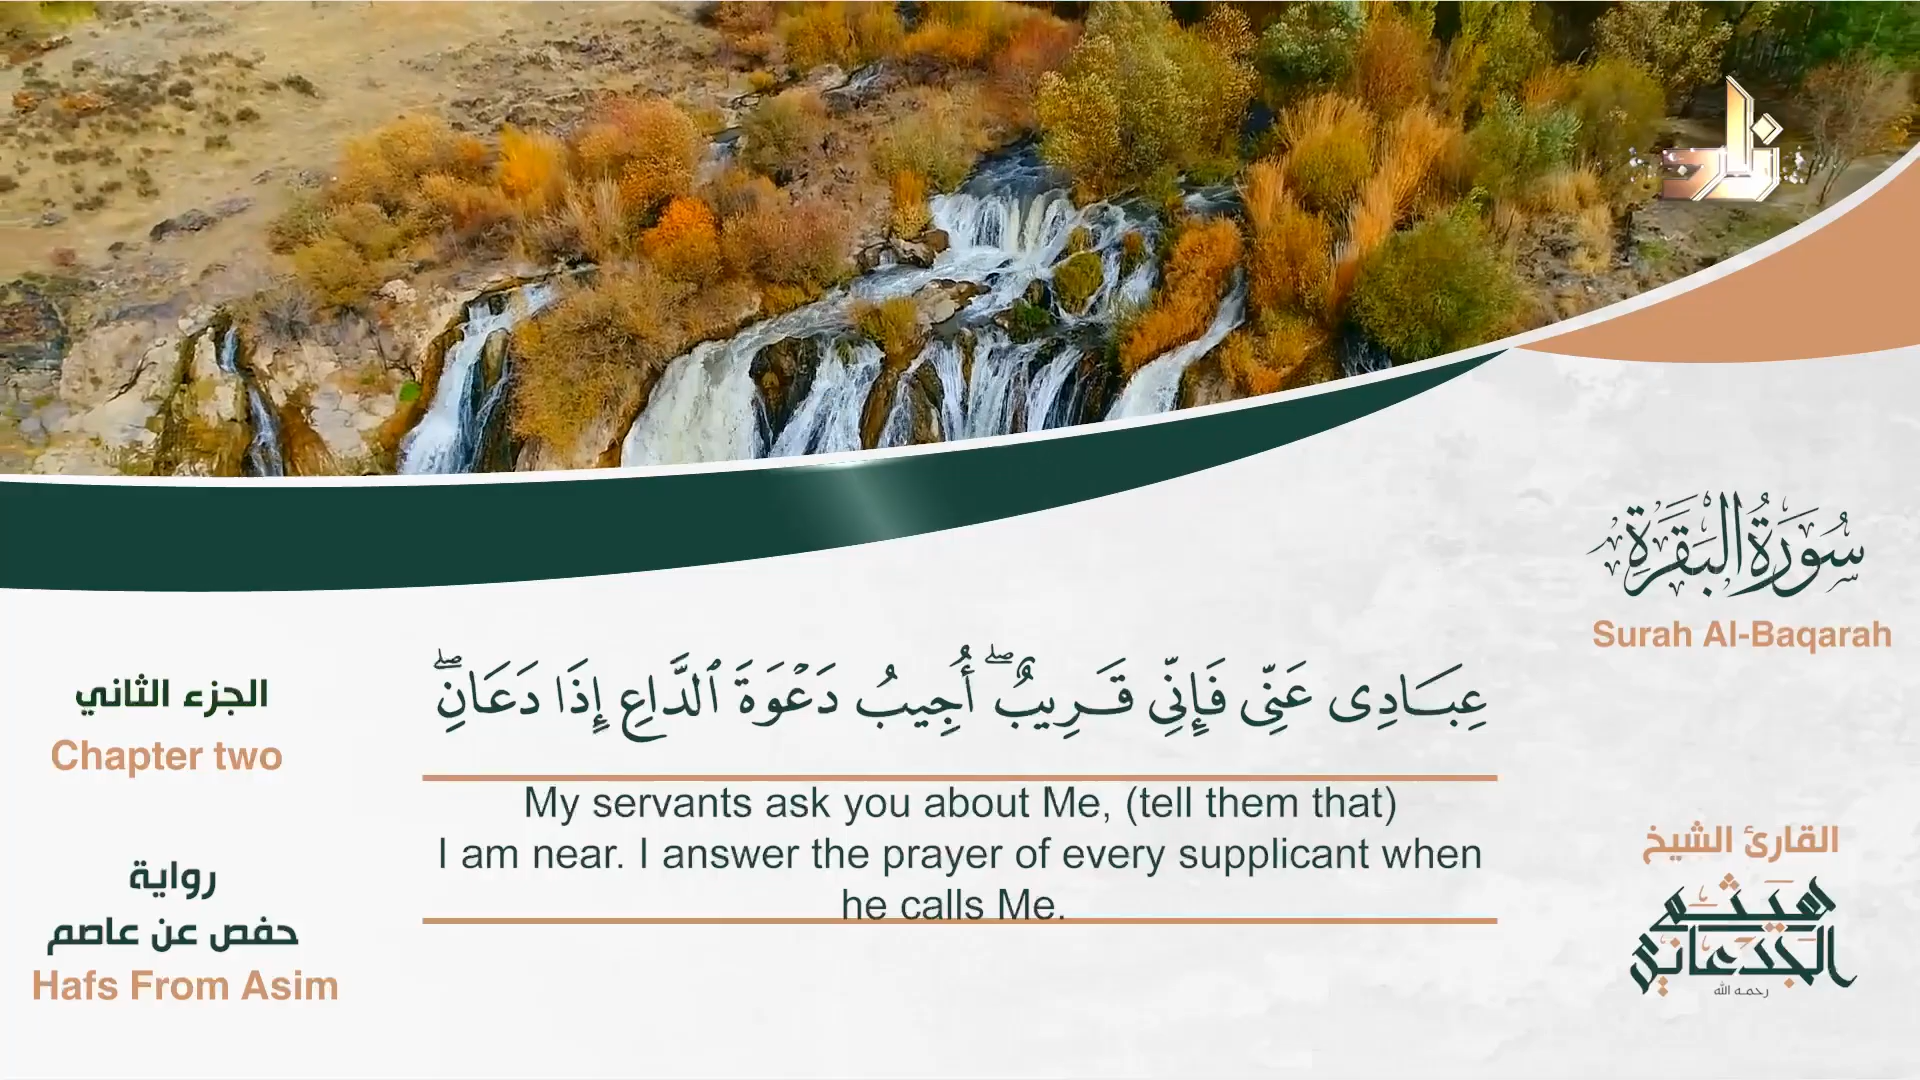 سُورَةُ البَقَرَةِ
Surah Al-Baqarah
عِبَادِى عَنِّى فَإِنِّى قَرِيبٌ ۖ أُجِيبُ دَعْوَةَ ٱلدَّاعِ إِذَا دَعَانِ ۖ
My servants ask you about Me, (tell them that)
I am near. I answer the prayer of every supplicant when
he calls Me.
الجزء الثاني
Chapter two
رواية
حفص عن عاصم
Hafs From Asim
القارئ الشيخ
هيثم
الجدعاني
رحمه الله